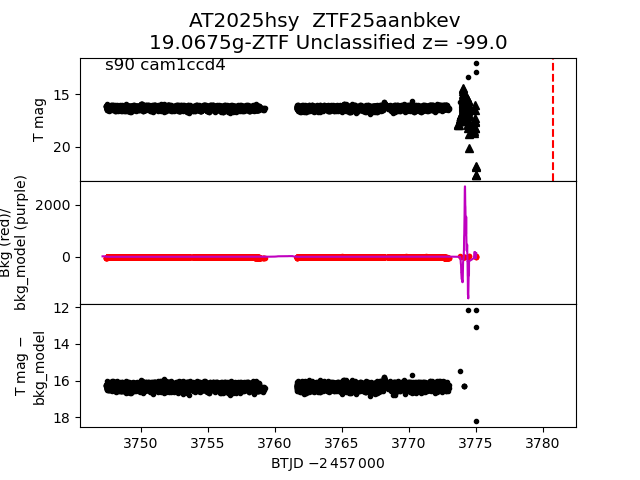 AT2025hsy  ZTF25aanbkev
19.0675g-ZTF Unclassified z= -99.0
s90 cam1ccd4
T mag
15
20
Bkg (red)/
bkg_model (purple)
2000
0
T mag −
bkg_model
12
14
16
18
3750 3755 3760 3765 3770 3775 3780
BTJD −2 457 000